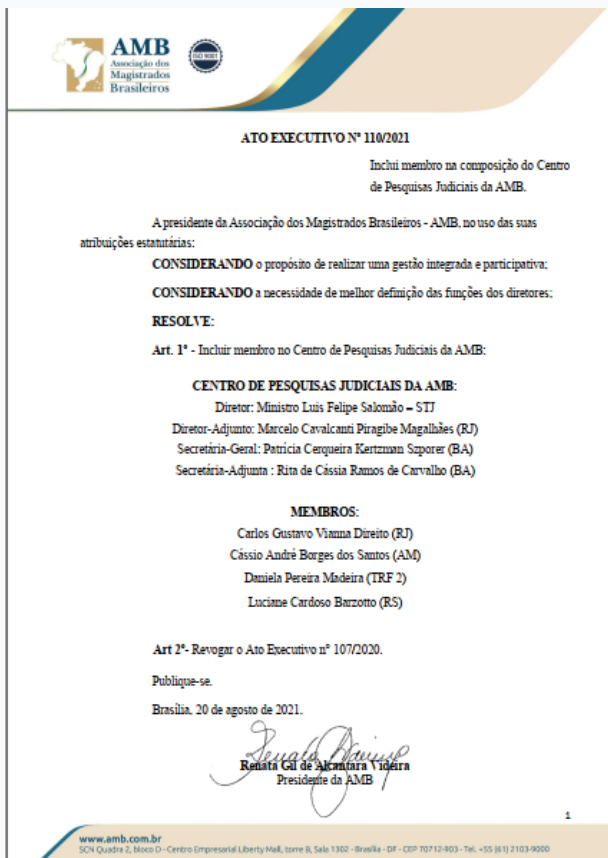 AMB
Associação dos
Magistrados
Brasileiros
ISO 9001
ATO EXECUTIVO Nº 110/2021
Inclui membro na composição do Centro
de Pesquisas Judiciais da AMB.
A presidente da Associação dos Magistrados Brasileiros - AMB, no uso das suas
atribuições estatutárias:
CONSIDERANDO o propósito de realizar uma gestão integrada e participativa;
CONSIDERANDO a necessidade de melhor definição das funções dos diretores;
RESOLVE:
Art. 1º - Incluir membro no Centro de Pesquisas Judiciais da AMB:
CENTRO DE PESQUISAS JUDICIAIS DA AMB:
Diretor: Ministro Luis Felipe Salomão – STJ
Diretor-Adjunto: Marcelo Cavalcanti Piragibe Magalhães (RJ)
Secretária-Geral: Patrícia Cerqueira Kertzman Szporer (BA)
Secretária-Adjunta : Rita de Cássia Ramos de Carvalho (BA)
MEMBROS:
Carlos Gustavo Vianna Direito (RJ)
Cássio André Borges dos Santos (AM)
Daniela Pereira Madeira (TRF 2)
Luciane Cardoso Barzotto (RS)
Art 2º- Revogar o Ato Executivo nº 107/2020.
Publique-se.
Brasília, 20 de agosto de 2021.
Renata Gil de Alcantara Videira
Presidente da AMB
1
www.amb.com.br
SCN Quadra 2, bloco D - Centro Empresarial Liberty Mall, torre B, Sala 1302 - Brasília - DF - CEP 70712-903 - Tel. +55 (61) 2103-9000